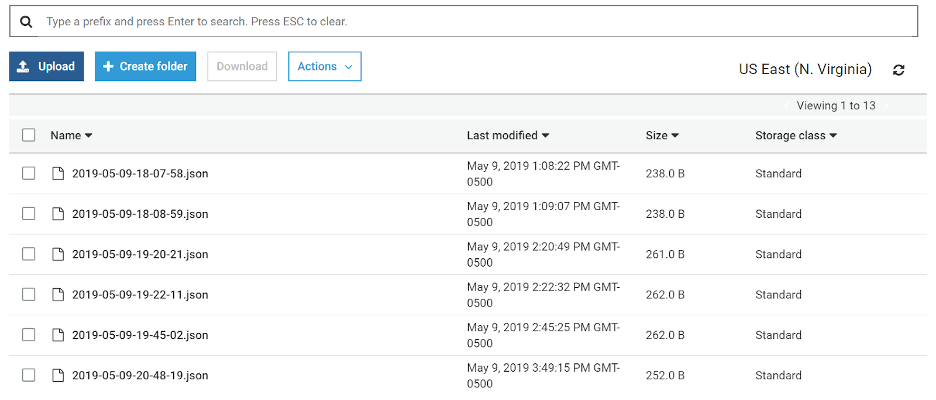 Type a prefix and press Enter to search. Press ESC to clear.
Upload Create folder Download Actions US East (N. Virginia)
Viewing 1 to 13
Name Last modified Size Storage class
2019-05-09-18-07-58.json May 9, 2019 1:08:22 PM GMT-0500 238.0 B Standard
2019-05-09-18-08-59.json May 9, 2019 1:09:07 PM GMT-0500 238.0 B Standard
2019-05-09-19-20-21.json May 9, 2019 2:20:49 PM GMT-0500 261.0 B Standard
2019-05-09-19-22-11.json May 9, 2019 2:22:32 PM GMT-0500 262.0 B Standard
2019-05-09-19-45-02.json May 9, 2019 2:45:25 PM GMT-0500 262.0 B Standard
2019-05-09-20-48-19.json May 9, 2019 3:49:15 PM GMT-0500 252.0 B Standard